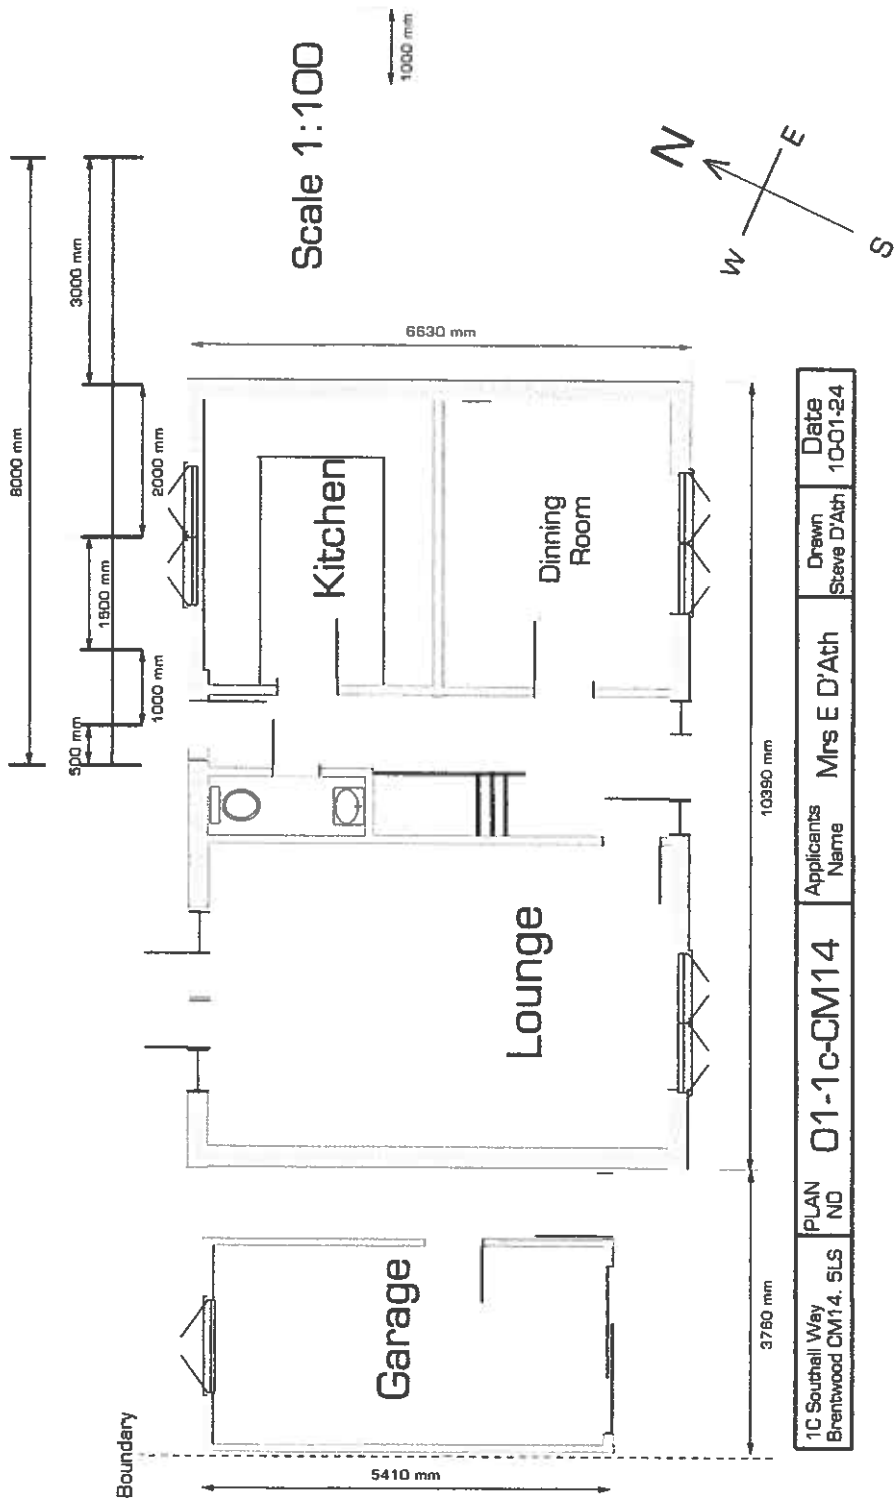 8000 mm
3000 mm
2000 mm
1500 mm
1000 mm
500 mm
Scale 1:100
1000 mm
N
E
W
S
6630 mm
Kitchen
Dinning
Room
Lounge
Garage
10390 mm
3760 mm
5410 mm
Boundary
1C Southall Way
Brentwood CM14. 5LS
PLAN
NO
01-1c-CM14
Applicants
Name
Mrs E D'Ath
Drawn
Steve D'Ath
Date
10-01-24